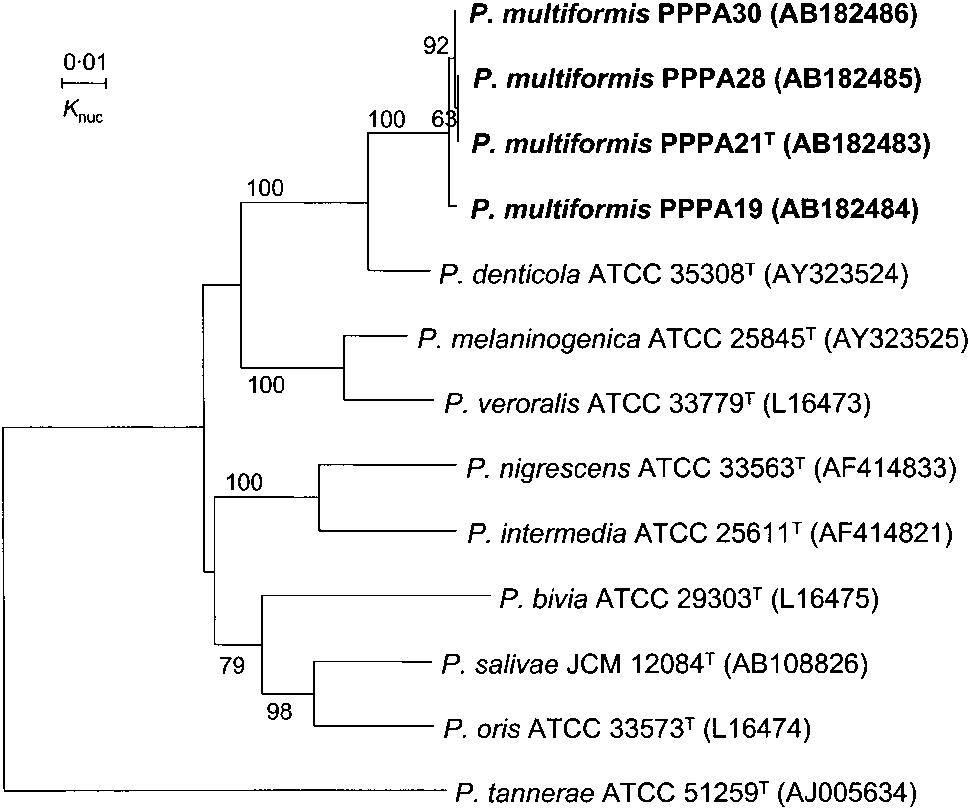 P. multiformis PPPA30 (AB182486)
92
0·01
P. multiformis PPPA28 (AB182485)
Knuc
100
63
P. multiformis PPPA21ᵀ (AB182483)
100
P. multiformis PPPA19 (AB182484)
P. denticola ATCC 35308ᵀ (AY323524)
P. melaninogenica ATCC 25845ᵀ (AY323525)
100
P. veroralis ATCC 33779ᵀ (L16473)
P. nigrescens ATCC 33563ᵀ (AF414833)
100
P. intermedia ATCC 25611ᵀ (AF414821)
P. bivia ATCC 29303ᵀ (L16475)
79
P. salivae JCM 12084ᵀ (AB108826)
98
P. oris ATCC 33573ᵀ (L16474)
P. tannerae ATCC 51259ᵀ (AJ005634)